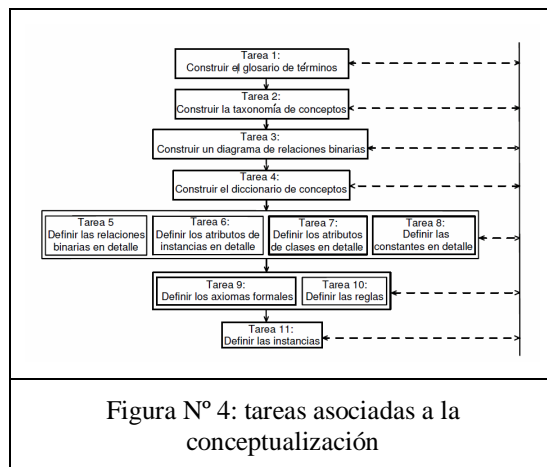 Tarea 1:
Construir el glosario de términos
Tarea 2:
Construir la taxonomía de conceptos
Tarea 3:
Construir un diagrama de relaciones binarias
Tarea 4:
Construir el diccionario de conceptos
Tarea 5
Definir las relaciones
binarias en detalle
Tarea 6:
Definir los atributos de
instancias en detalle
Tarea 7:
Definir los atributos
de clases en detalle
Tarea 8:
Definir las
constantes en detalle
Tarea 9:
Definir los axiomas formales
Tarea 10:
Definir las reglas
Tarea 11:
Definir las instancias
Figura Nº 4: tareas asociadas a la
conceptualización